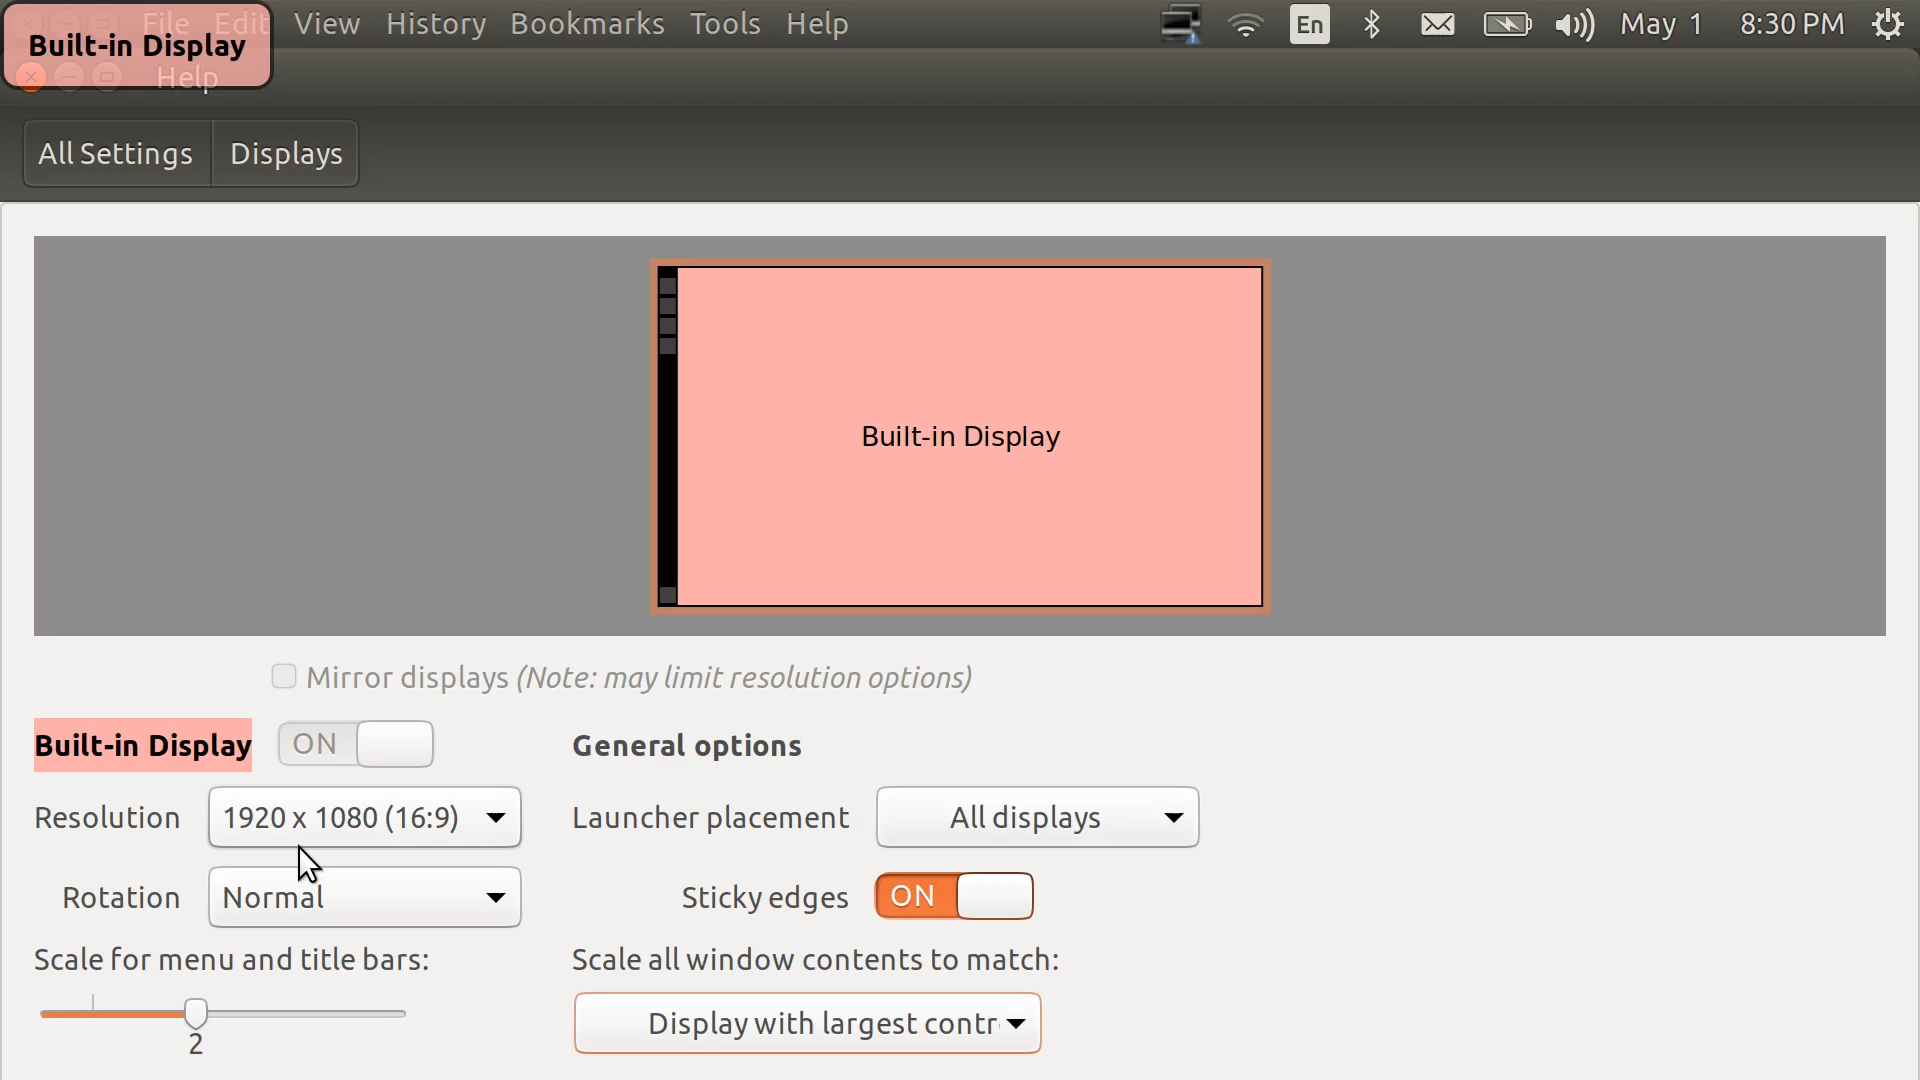 File Edit View History Bookmarks Tools Help En May 1 8:30 PM
Built-in Display
Help
All Settings Displays
Built-in Display
Mirror displays (Note: may limit resolution options)
Built-in Display ON General options
Resolution 1920 x 1080 (16:9) Launcher placement All displays
Rotation Normal Sticky edges ON
Scale for menu and title bars: Scale all window contents to match:
2 Display with largest contr